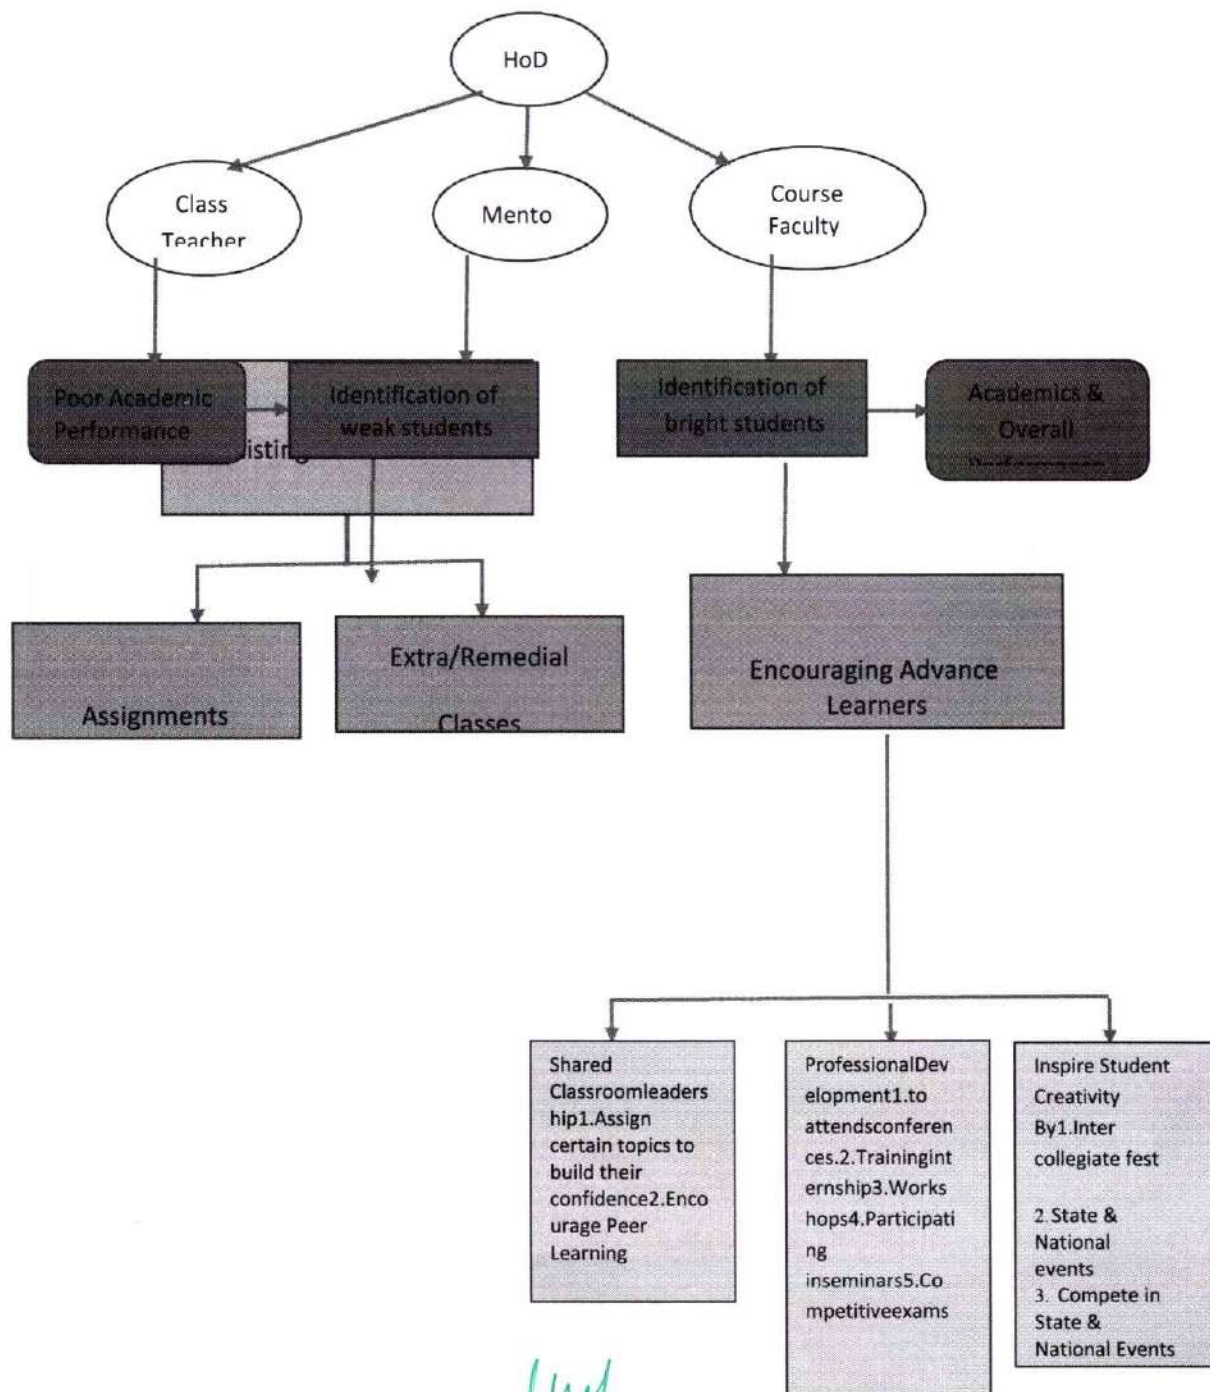 HoD
Class
Teacher
Mento
Course
Faculty
Poor Academic
Performance
Identification of
weak students
isting
Identification of
bright students
Academics &
Overall
Performance
Assignments
Extra/Remedial
Classes
Encouraging Advance
Learners
Shared
Classroomleaders
hip1.Assign
certain topics to
build their
confidence2.Enco
urage Peer
Learning
ProfessionalDev
elopment1.to
attendsconferen
ces.2.Trainingint
ernship3.Works
hops4.Participati
ng
inseminars5.Co
mpetitiveexams
Inspire Student
Creativity
By1.Inter
collegiate fest
2. State &
National
events
3. Compete in
State &
National Events